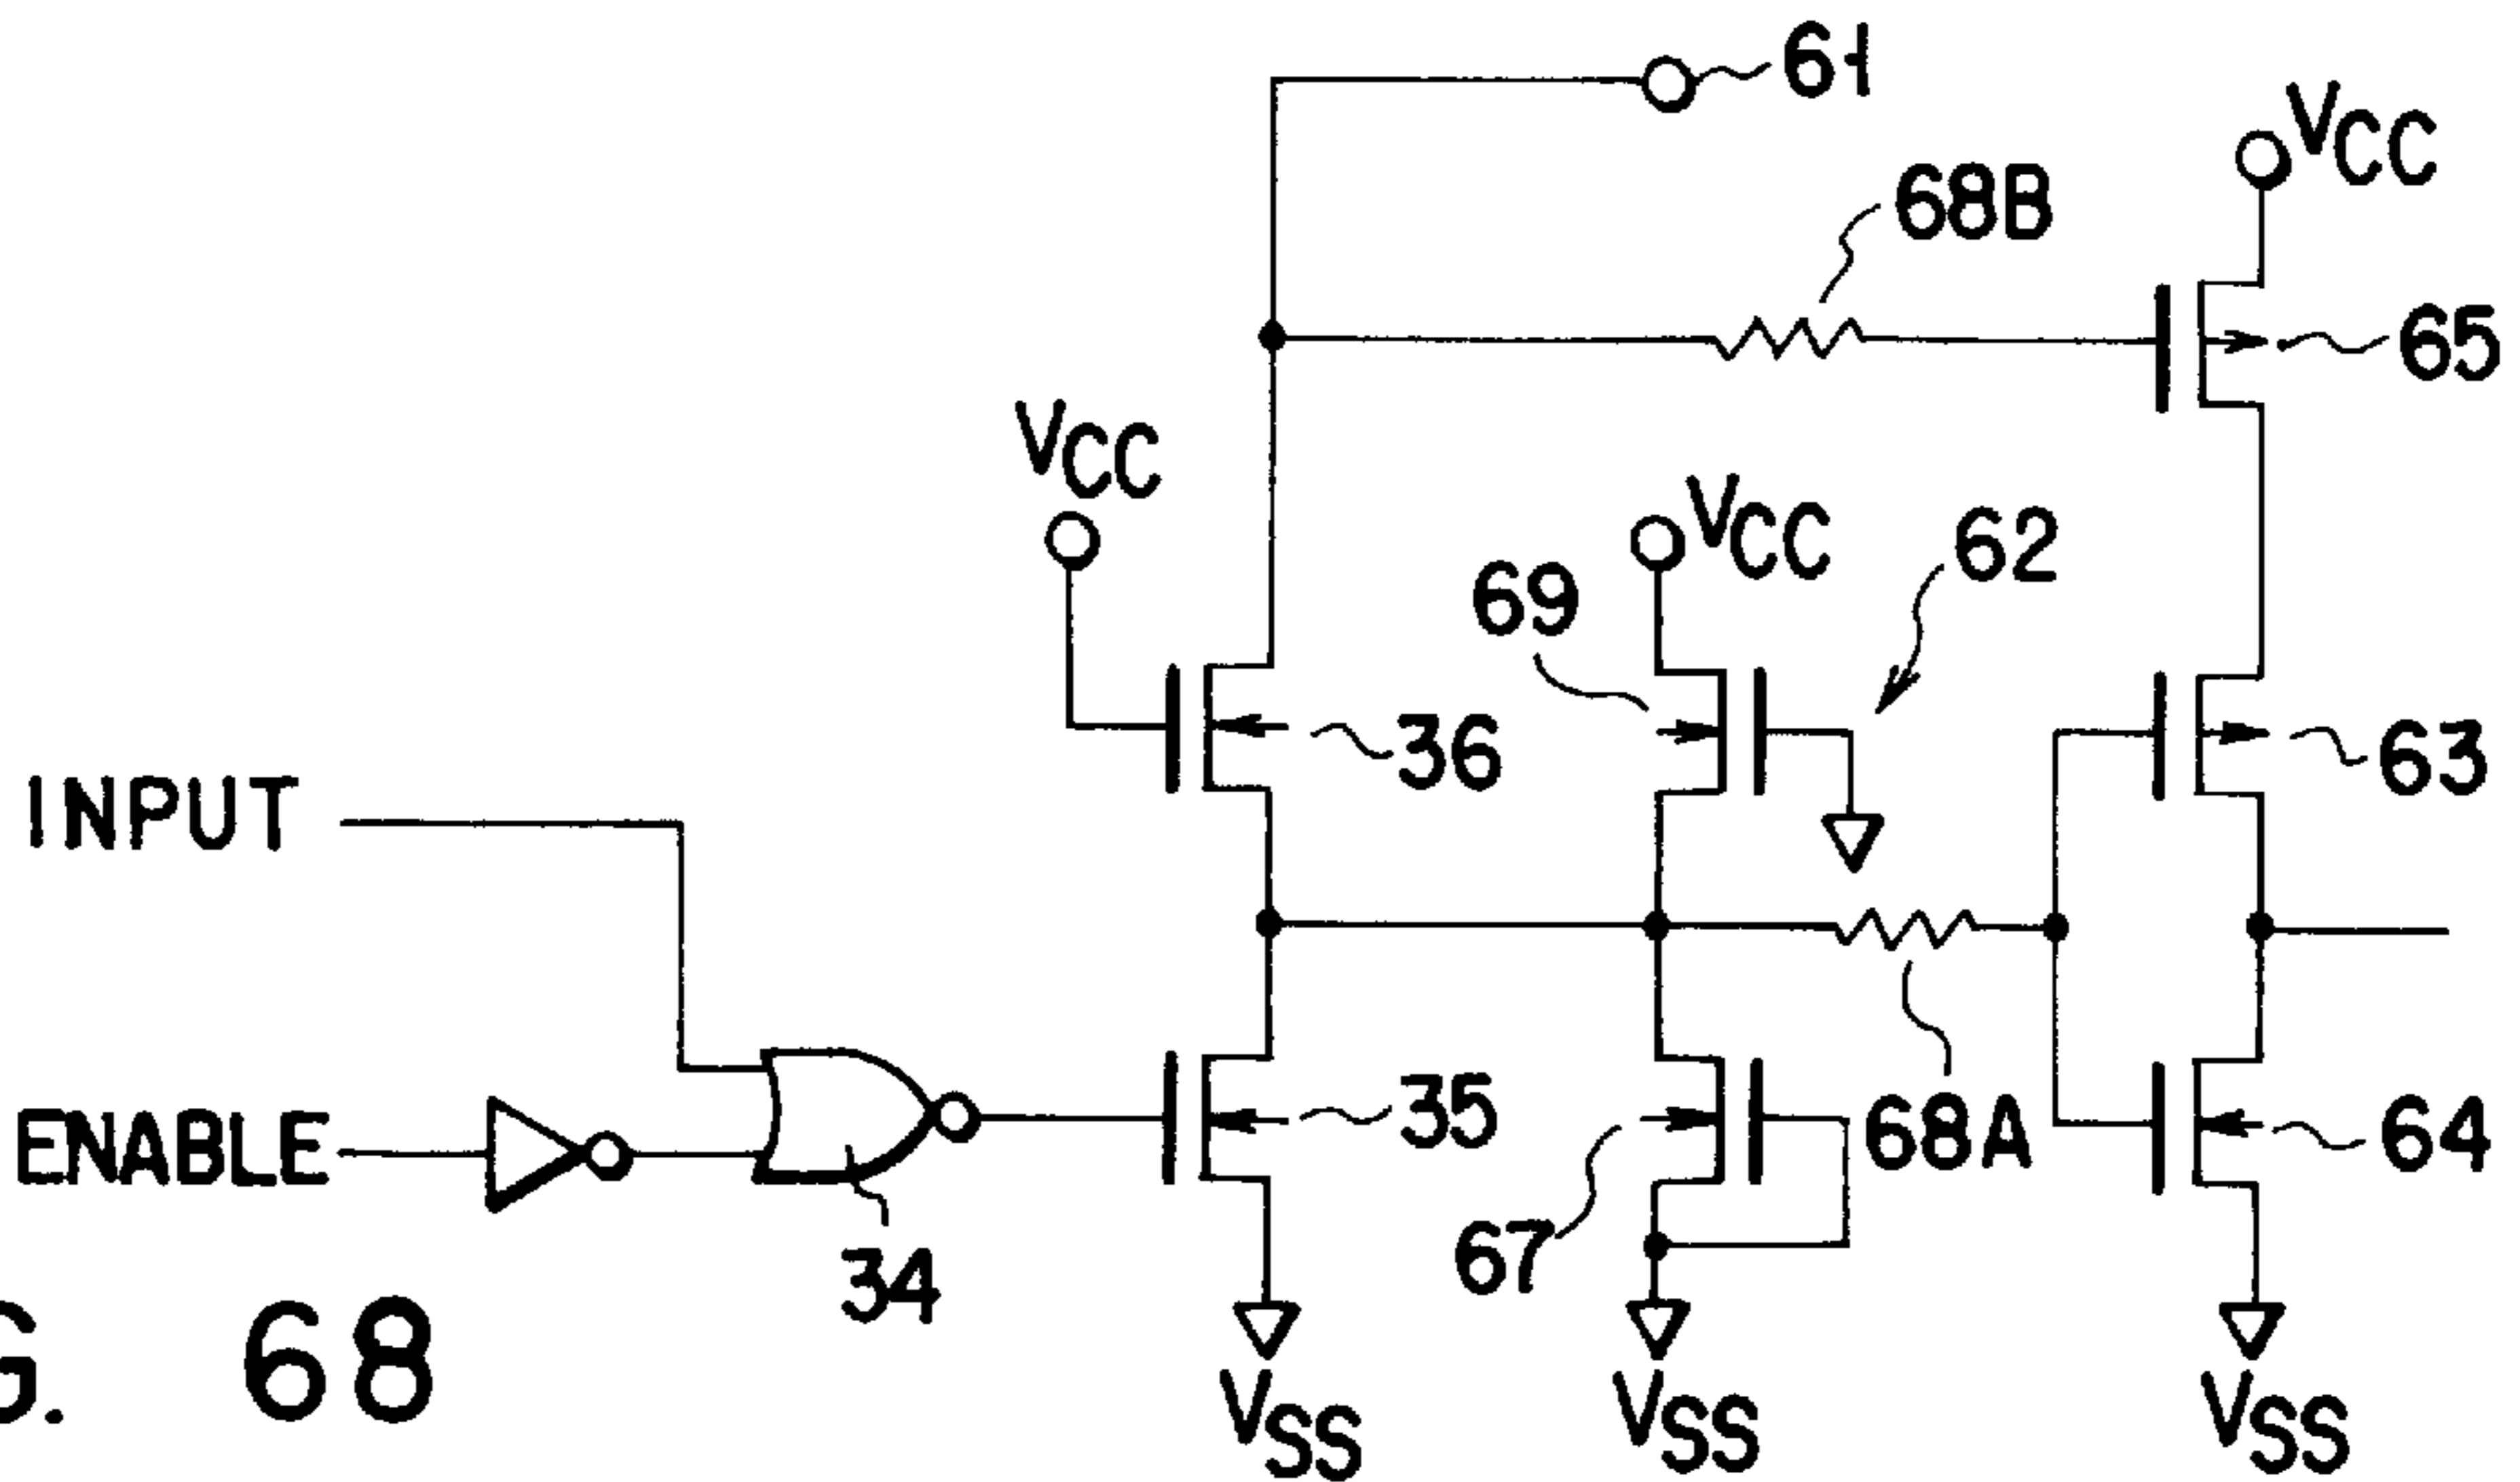 61
VCC
68B
65
VCC
VCC
62
69
36
63
INPUT
35
68A
64
ENABLE
67
34
G. 68
VSS
VSS
VSS